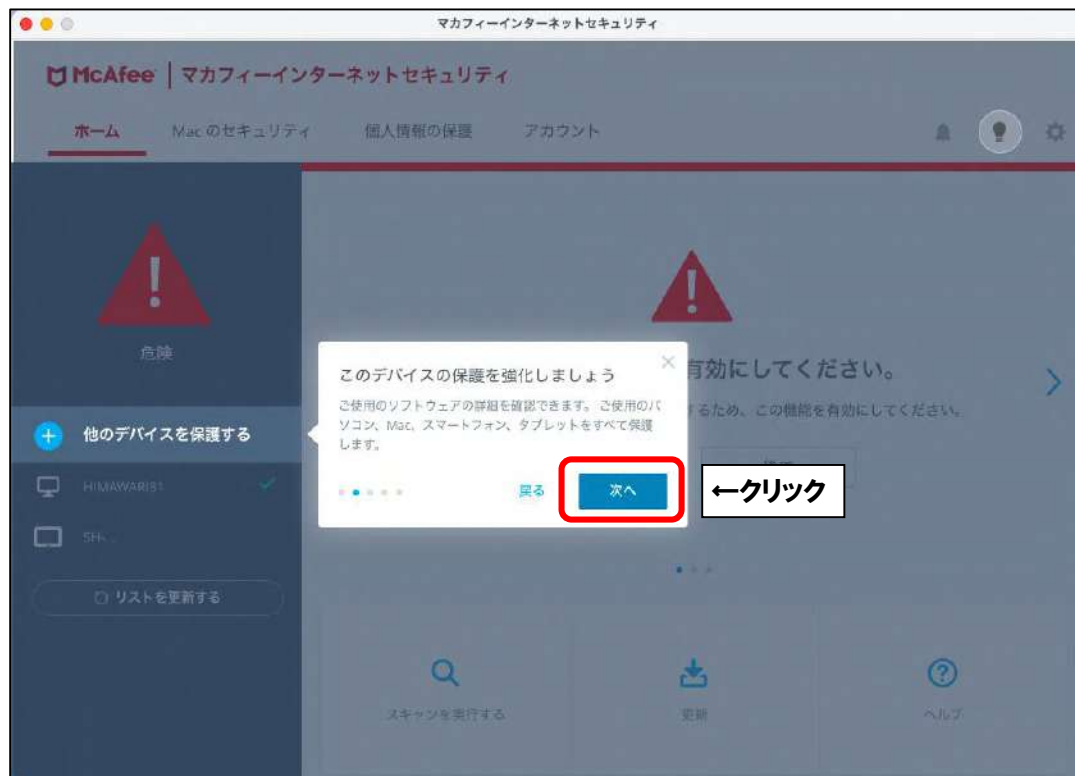 マカフィーインターネットセキュリティ
McAfee | マカフィーインターネットセキュリティ
ホーム Mac のセキュリティ 個人情報の保護 アカウント
危険
有効にしてください。
するため、この機能を有効にしてください。
このデバイスの保護を強化しましょう
ご使用のソフトウェアの詳細を確認できます。 ご使用のパ
ソコン、Mac、スマートフォン、タブレットをすべて保護
します。
戻る 次へ
←クリック
他のデバイスを保護する
HIMAWARI31
SH-..
リストを更新する
スキャンを実行する 更新 ヘルプ